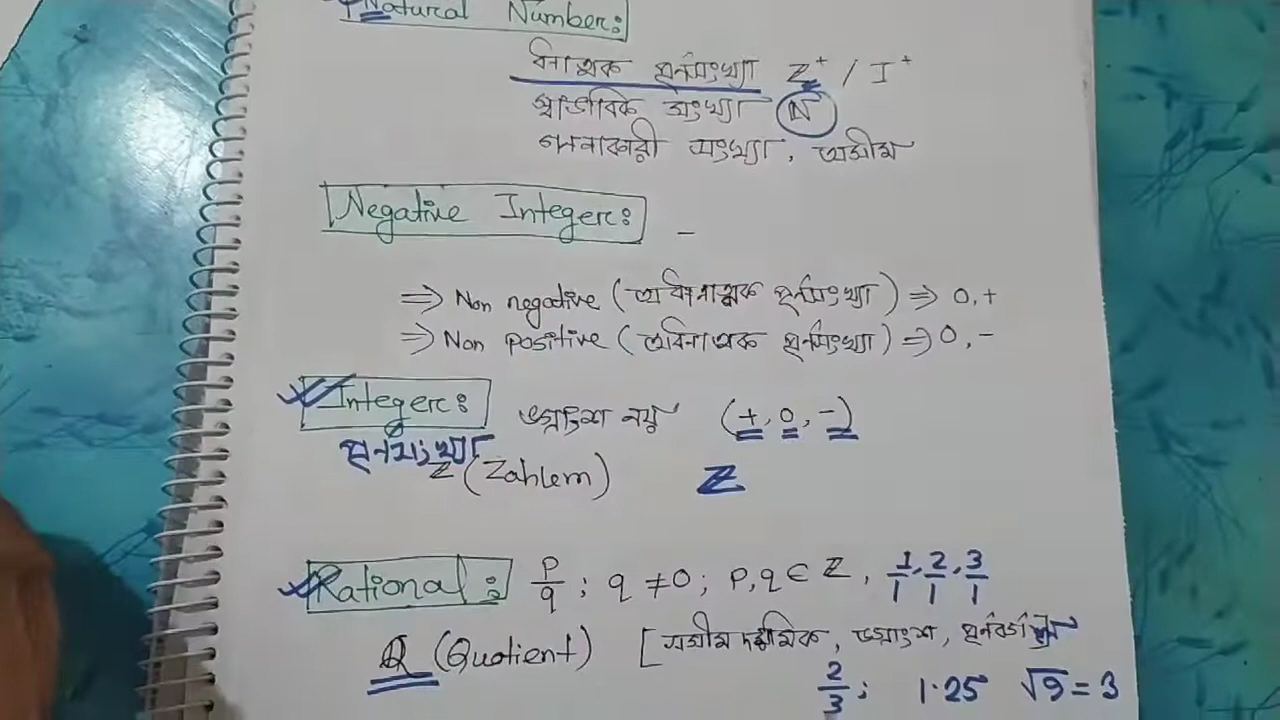 Natural Number:
ধনাত্মক পূর্ণসংখ্যা Z⁺ / I⁺
স্বাভাবিক সংখ্যা N
গণনাকারী সংখ্যা, অসীম
Negative Integer: –
⇒ Non negative (অঋণাত্মক পূর্ণসংখ্যা) ⇒ 0, +
⇒ Non positive (অধনাত্মক পূর্ণসংখ্যা) ⇒ 0, –
Integer: ভগ্নাংশ নয় (+, 0, –)
পূর্ণসংখ্যা
Z (Zahlem) Z
Rational: p/q ; q ≠ 0; p, q ∈ Z, 1/1, 2/1, 3/1
Q (Quotient) [সসীম দশমিক, ভগ্নাংশ, পূর্ণবর্গ
2/3; 1.25 √9 = 3